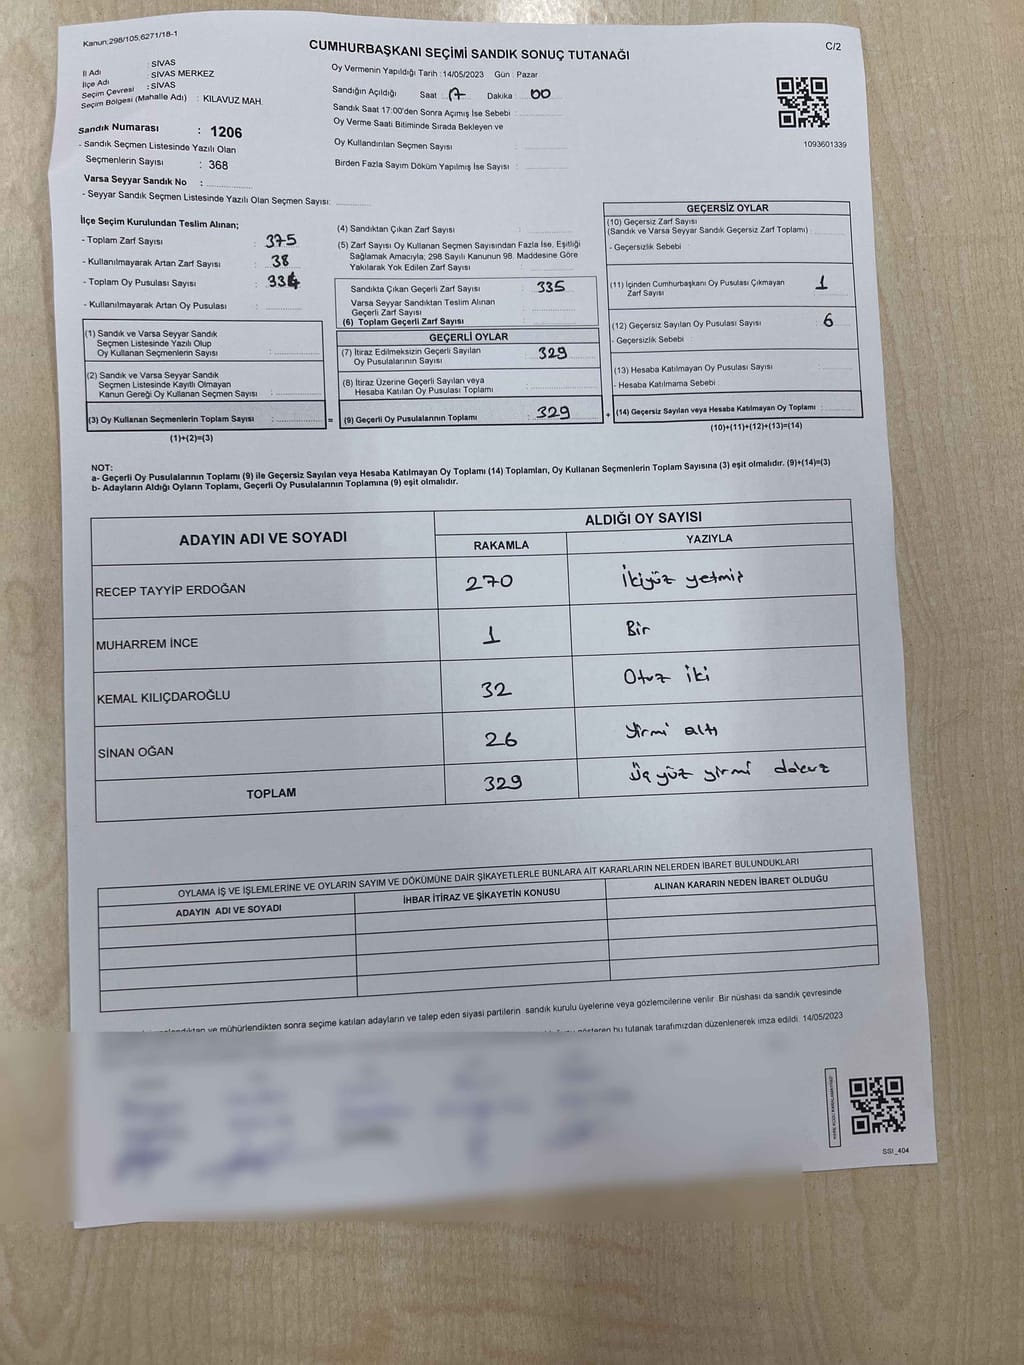 Kanun:298/105,6271/18-1
CUMHURBAŞKANI SEÇİMİ SANDIK SONUÇ TUTANAĞI
C/2
İl Adı : SİVAS
İlçe Adı : SİVAS MERKEZ
Seçim Çevresi : SİVAS
Seçim Bölgesi (Mahalle Adı) : KILAVUZ MAH.
Sandık Numarası : 1206
- Sandık Seçmen Listesinde Yazılı Olan
Seçmenlerin Sayısı : 368
Varsa Seyyar Sandık No :
- Seyyar Sandık Seçmen Listesinde Yazılı Olan Seçmen Sayısı:
Oy Vermenin Yapıldığı Tarih :14/05/2023 Gün : Pazar
Sandığın Açıldığı Saat : 17 Dakika : 00
Sandık Saat 17:00'den Sonra Açımış İse Sebebi :
Oy Verme Saati Bitiminde Sırada Bekleyen ve
Oy Kullandırılan Seçmen Sayısı :
Birden Fazla Sayım Döküm Yapılmış İse Sayısı :
1093601339
İlçe Seçim Kurulundan Teslim Alınan;
- Toplam Zarf Sayısı : 375
- Kullanılmayarak Artan Zarf Sayısı : 38
- Toplam Oy Pusulası Sayısı : 334
- Kullanılmayarak Artan Oy Pusulası :
(1) Sandık ve Varsa Seyyar Sandık
Seçmen Listesinde Yazılı Olup
Oy Kullanan Seçmenlerin Sayısı :
(2) Sandık ve Varsa Seyyar Sandık
Seçmen Listesinde Kayıtlı Olmayan
Kanun Gereği Oy Kullanan Seçmen Sayısı :
(3) Oy Kullanan Seçmenlerin Toplam Sayısı : =
(1)+(2)=(3)
(4) Sandıktan Çıkan Zarf Sayısı :
(5) Zarf Sayısı Oy Kullanan Seçmen Sayısından Fazla İse, Eşitliği
Sağlamak Amacıyla; 298 Sayılı Kanunun 98. Maddesine Göre
Yakılarak Yok Edilen Zarf Sayısı :
Sandıkta Çıkan Geçerli Zarf Sayısı : 335
Varsa Seyyar Sandıktan Teslim Alınan
Geçerli Zarf Sayısı :
(6) Toplam Geçerli Zarf Sayısı :
GEÇERLİ OYLAR
(7) İtiraz Edilmeksizin Geçerli Sayılan
Oy Pusulalarının Sayısı : 329
(8) İtiraz Üzerine Geçerli Sayılan veya
Hesaba Katılan Oy Pusulası Toplamı :
(9) Geçerli Oy Pusulalarının Toplamı : 329 +
GEÇERSİZ OYLAR
(10) Geçersiz Zarf Sayısı
(Sandık ve Varsa Seyyar Sandık Geçersiz Zarf Toplamı) :
- Geçersizlik Sebebi :
(11) İçinden Cumhurbaşkanı Oy Pusulası Çıkmayan
Zarf Sayısı : 1
(12) Geçersiz Sayılan Oy Pusulası Sayısı : 6
- Geçersizlik Sebebi :
(13) Hesaba Katılmayan Oy Pusulası Sayısı :
- Hesaba Katılmama Sebebi :
(14) Geçersiz Sayılan veya Hesaba Katılmayan Oy Toplamı :
(10)+(11)+(12)+(13)=(14)
NOT:
a- Geçerli Oy Pusulalarının Toplamı (9) ile Geçersiz Sayılan veya Hesaba Katılmayan Oy Toplamı (14) Toplamları, Oy Kullanan Seçmenlerin Toplam Sayısına (3) eşit olmalıdır. (9)+(14)=(3)
b- Adayların Aldığı Oyların Toplamı, Geçerli Oy Pusulalarının Toplamına (9) eşit olmalıdır.
ADAYIN ADI VE SOYADI
ALDIĞI OY SAYISI
RAKAMLA YAZIYLA
RECEP TAYYİP ERDOĞAN 270 İkiyüz yetmiş
MUHARREM İNCE 1 Bir
KEMAL KILIÇDAROĞLU 32 Otuz iki
SİNAN OĞAN 26 Yirmi altı
TOPLAM 329 Üç yüz yirmi dokuz
OYLAMA İŞ VE İŞLEMLERİNE VE OYLARIN SAYIM VE DÖKÜMÜNE DAİR ŞİKAYETLERLE BUNLARA AİT KARARLARIN NELERDEN İBARET BULUNDUKLARI
ADAYIN ADI VE SOYADI İHBAR İTİRAZ VE ŞİKAYETİN KONUSU ALINAN KARARIN NEDEN İBARET OLDUĞU
ve mühürlendikten sonra seçime katılan adayların ve talep eden siyasi partilerin sandık kurulu üyelerine veya gözlemcilerine verilir. Bir nüshası da sandık çevresinde
gösteren bu tutanak tarafımızdan düzenlenerek imza edildi. 14/05/2023
SSI_404